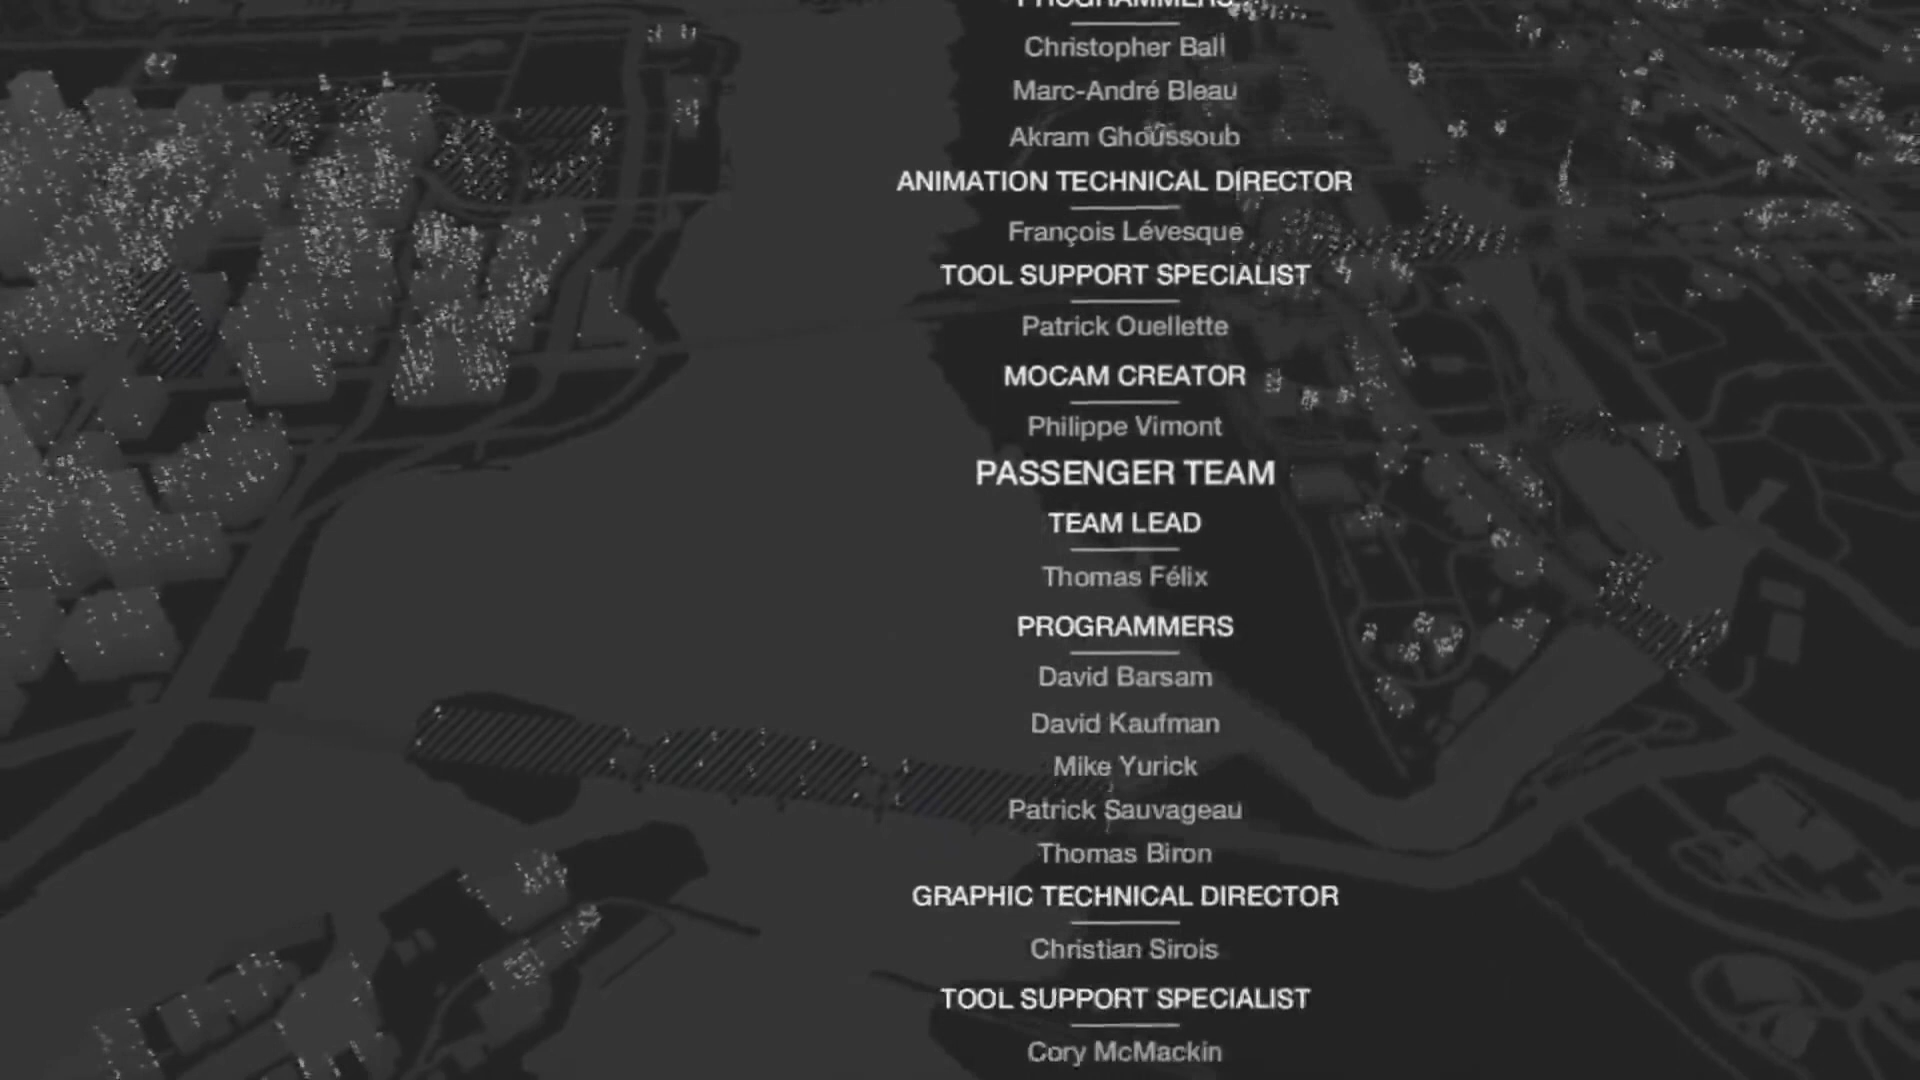 PROGRAMMERS
Christopher Ball
Marc-André Bleau
Akram Ghoussoub
ANIMATION TECHNICAL DIRECTOR
François Lévesque
TOOL SUPPORT SPECIALIST
Patrick Ouellette
MOCAM CREATOR
Philippe Vimont
PASSENGER TEAM
TEAM LEAD
Thomas Félix
PROGRAMMERS
David Barsam
David Kaufman
Mike Yurick
Patrick Sauvageau
Thomas Biron
GRAPHIC TECHNICAL DIRECTOR
Christian Sirois
TOOL SUPPORT SPECIALIST
Cory McMackin